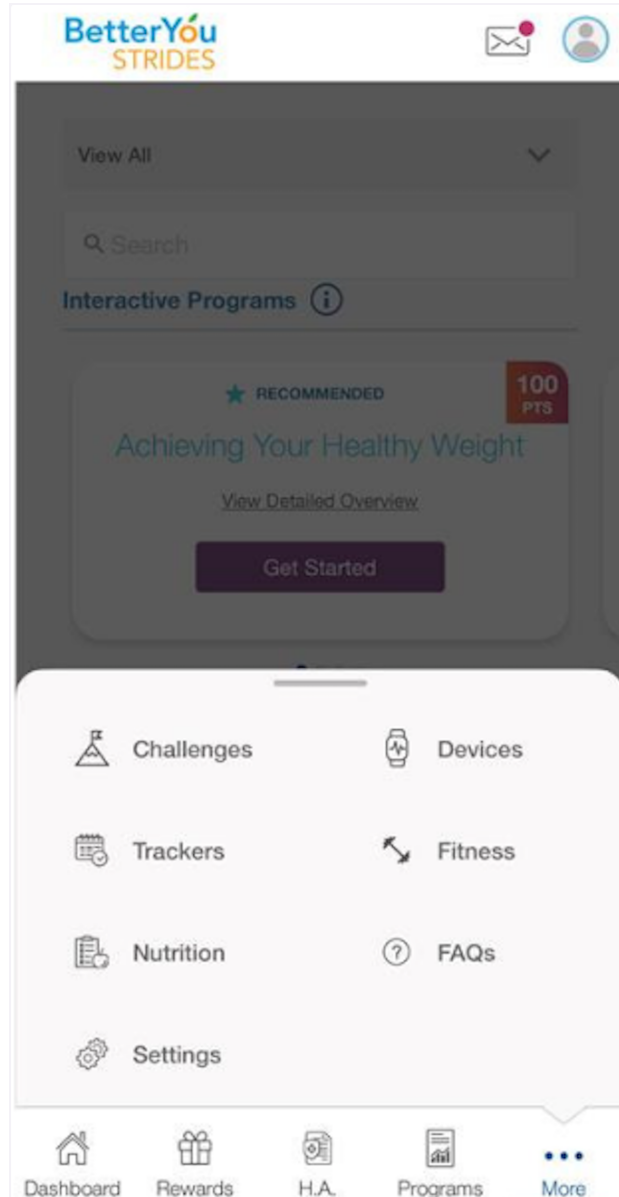 BetterYóu
STRIDES
View All
Search
Interactive Programs i
RECOMMENDED
100
PTS
Achieving Your Healthy Weight
View Detailed Overview
Get Started
Challenges
Devices
Trackers
Fitness
Nutrition
? FAQs
Settings
Dashboard Rewards H.A. Programs More